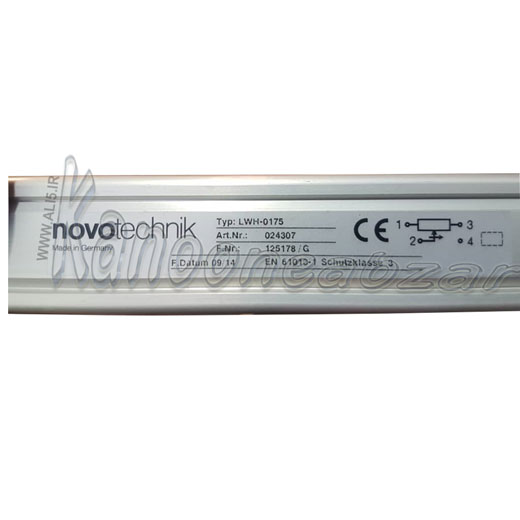 novotechnik
Made in Germany
Typ: LWH-0175
Art.Nr.: 024307
F.Nr.: 125178 / G
F.Datum 09.14 EN 61010-1 Schutzklasse 3
CE
1 3
2 4
WWW.ALI5.IR
Kanooneabzar